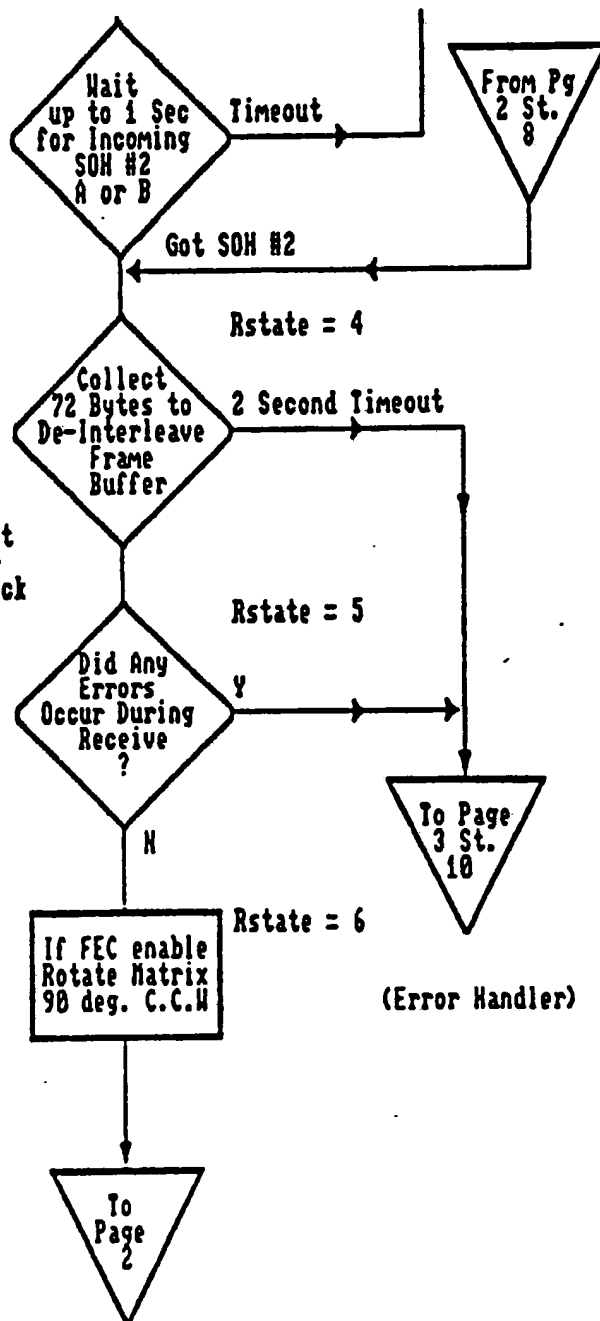 Wait
up to 1 Sec
for Incoming
SOH #2
A or B
Timeout
From Pg
2 St.
8
Got SOH #2
Rstate = 4
Collect
72 Bytes to
De-Interleave
Frame
Buffer
2 Second Timeout
t
ck
Rstate = 5
Did Any
Errors
Occur During
Receive
?
Y
N
To Page
3 St.
10
Rstate = 6
If FEC enable
Rotate Matrix
90 deg. C.C.W
(Error Handler)
To
Page
2